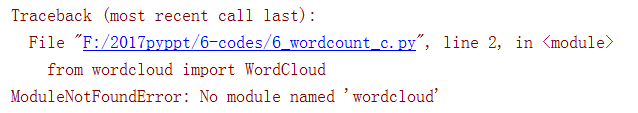 Traceback (most recent call last):
  File "F:/2017pyppt/6-codes/6_wordcount_c.py", line 2, in <module>
    from wordcloud import WordCloud
ModuleNotFoundError: No module named 'wordcloud'